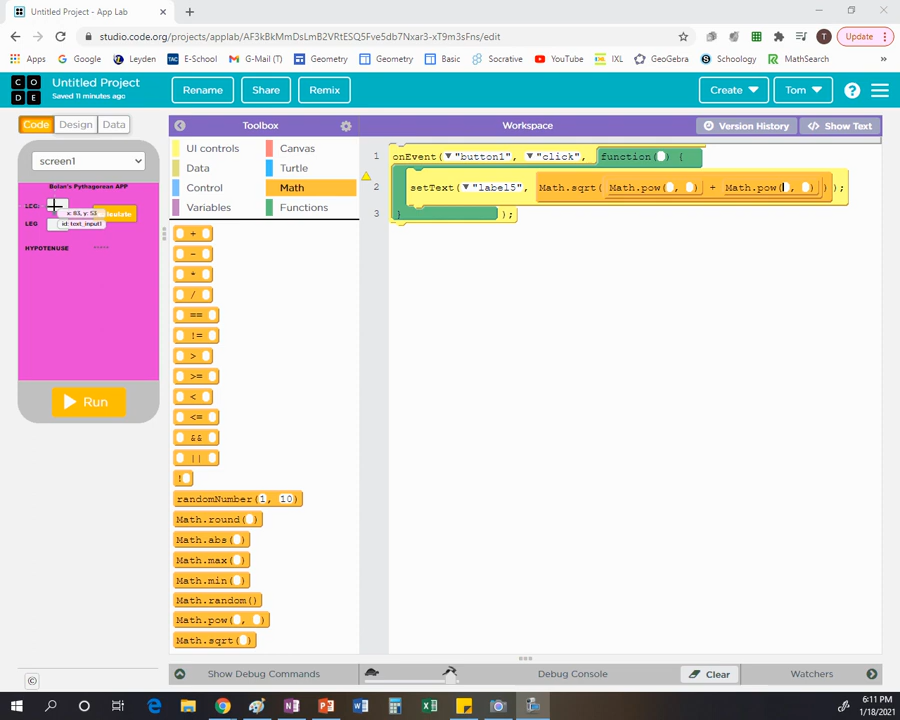 Untitled Project - App Lab
studio.code.org/projects/applab/AF3kBkMmDsLmB2VRtESQ5Fve5db7Nxar3-xT9m3sFns/edit
Update
Apps Google Leyden E-School G-Mail (T) Geometry Geometry Basic Socrative YouTube IXL GeoGebra Schoology MathSearch »
CO
DE
Untitled Project
Saved 11 minutes ago
Rename Share Remix Create Tom ?
Code Design Data Toolbox Workspace Version History Show Text
screen1
UI controls Canvas
Data Turtle
Control Math
Variables Functions
1 onEvent( "button1", "click", function( ) {
2 setText( "label5", Math.sqrt( Math.pow( , ) + Math.pow( , ) ) );
3 } );
Bolan's Pythagorean APP
LEG:
x: 83, y: 53
id: text_input1
LEG
HYPOTENUSE
Run
+
-
*
/
==
!=
>
>=
<
<=
&&
||
!
randomNumber(1, 10)
Math.round( )
Math.abs( )
Math.max( )
Math.min( )
Math.random()
Math.pow( , )
Math.sqrt( )
©
Show Debug Commands Debug Console Clear Watchers
6:11 PM
1/18/2021